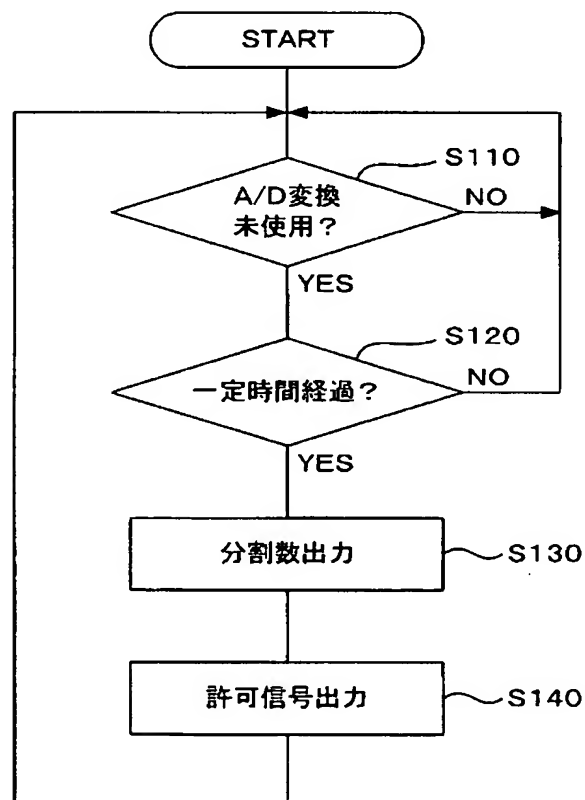 START
S110
A/D変換
未使用？
NO
YES
S120
一定時間経過？
NO
YES
分割数出力
S130
許可信号出力
S140